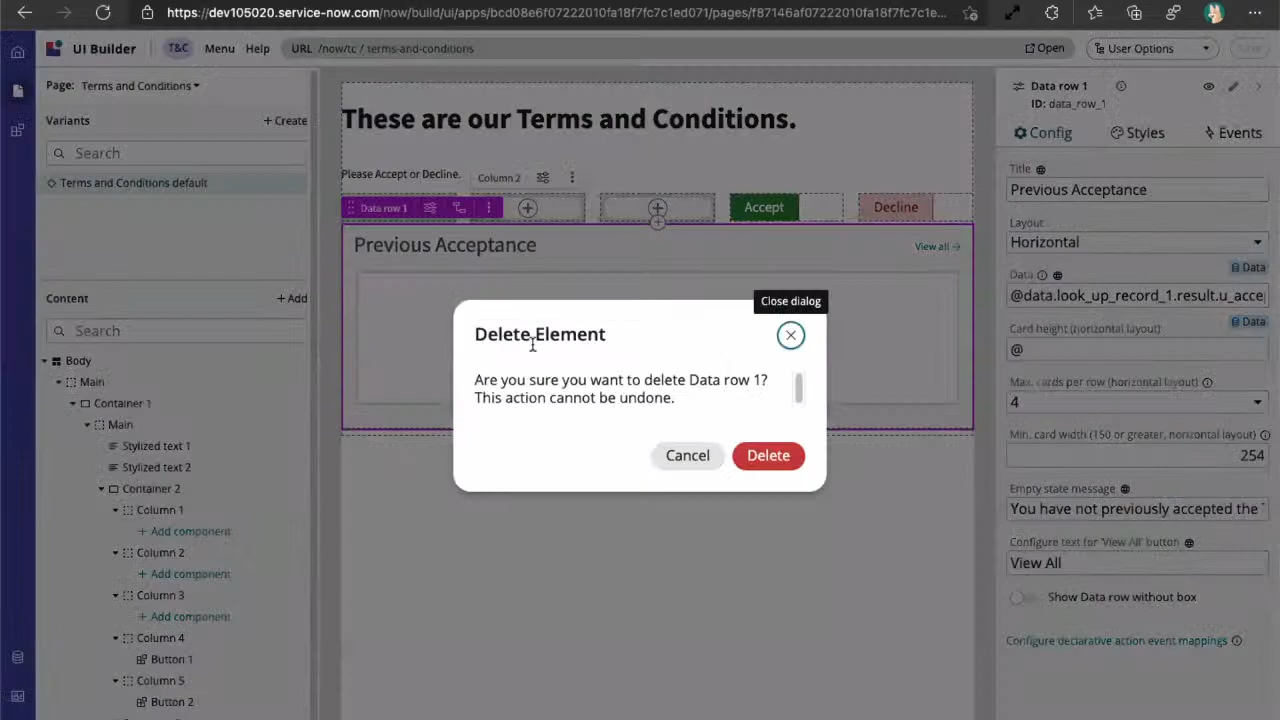 https://dev105020.service-now.com/now/build/ui/apps/bcd08e6f07222010fa18f7fc7c1ed071/pages/f87146af07222010fa18f7fc7c1e...
UI Builder
T&C
Menu
Help
URL /now/tc / terms-and-conditions
Open
User Options
Save
Page: Terms and Conditions
Variants
+ Create
Search
Terms and Conditions default
Content
+ Add
Search
Body
Main
Container 1
Main
Stylized text 1
Stylized text 2
Container 2
Column 1
+ Add component
Column 2
+ Add component
Column 3
+ Add component
Column 4
Button 1
Column 5
Button 2
These are our Terms and Conditions.
Please Accept or Decline.
Column 2
Data row 1
Accept
Decline
Previous Acceptance
View all
Close dialog
Delete Element
Are you sure you want to delete Data row 1?
This action cannot be undone.
Cancel
Delete
Data row 1
ID: data_row_1
Config
Styles
Events
Title
Previous Acceptance
Layout
Horizontal
Data
Data
@data.look_up_record_1.result.u_acce
Data
Card height (horizontal layout)
@
Max. cards per row (horizontal layout)
4
Min. card width (150 or greater, horizontal layout)
254
Empty state message
You have not previously accepted the
Configure text for 'View All' button
View All
Show Data row without box
Configure declarative action event mappings